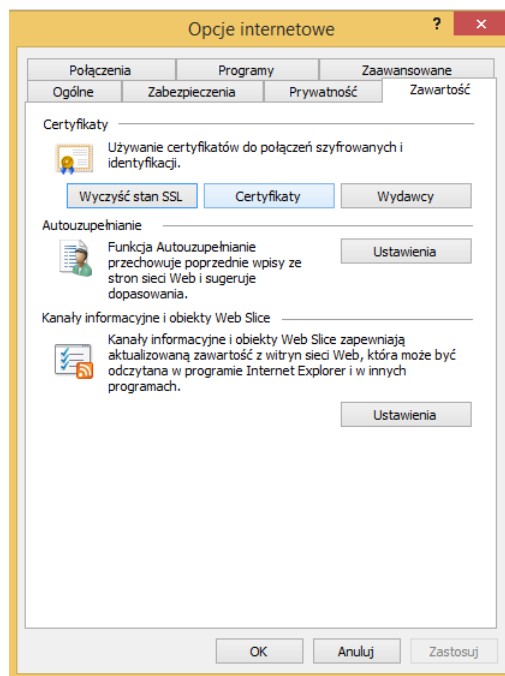 Opcje internetowe
?
Połączenia
Programy
Zaawansowane
Ogólne
Zabezpieczenia
Prywatność
Zawartość
Certyfikaty
Używanie certyfikatów do połączeń szyfrowanych i
identyfikacji.
Wyczyść stan SSL
Certyfikaty
Wydawcy
Autouzupełnianie
Funkcja Autouzupełnianie
przechowuje poprzednie wpisy ze
stron sieci Web i sugeruje
dopasowania.
Ustawienia
Kanały informacyjne i obiekty Web Slice
Kanały informacyjne i obiekty Web Slice zapewniają
aktualizowaną zawartość z witryn sieci Web, która może być
odczytana w programie Internet Explorer i w innych
programach.
Ustawienia
OK
Anuluj
Zastosuj